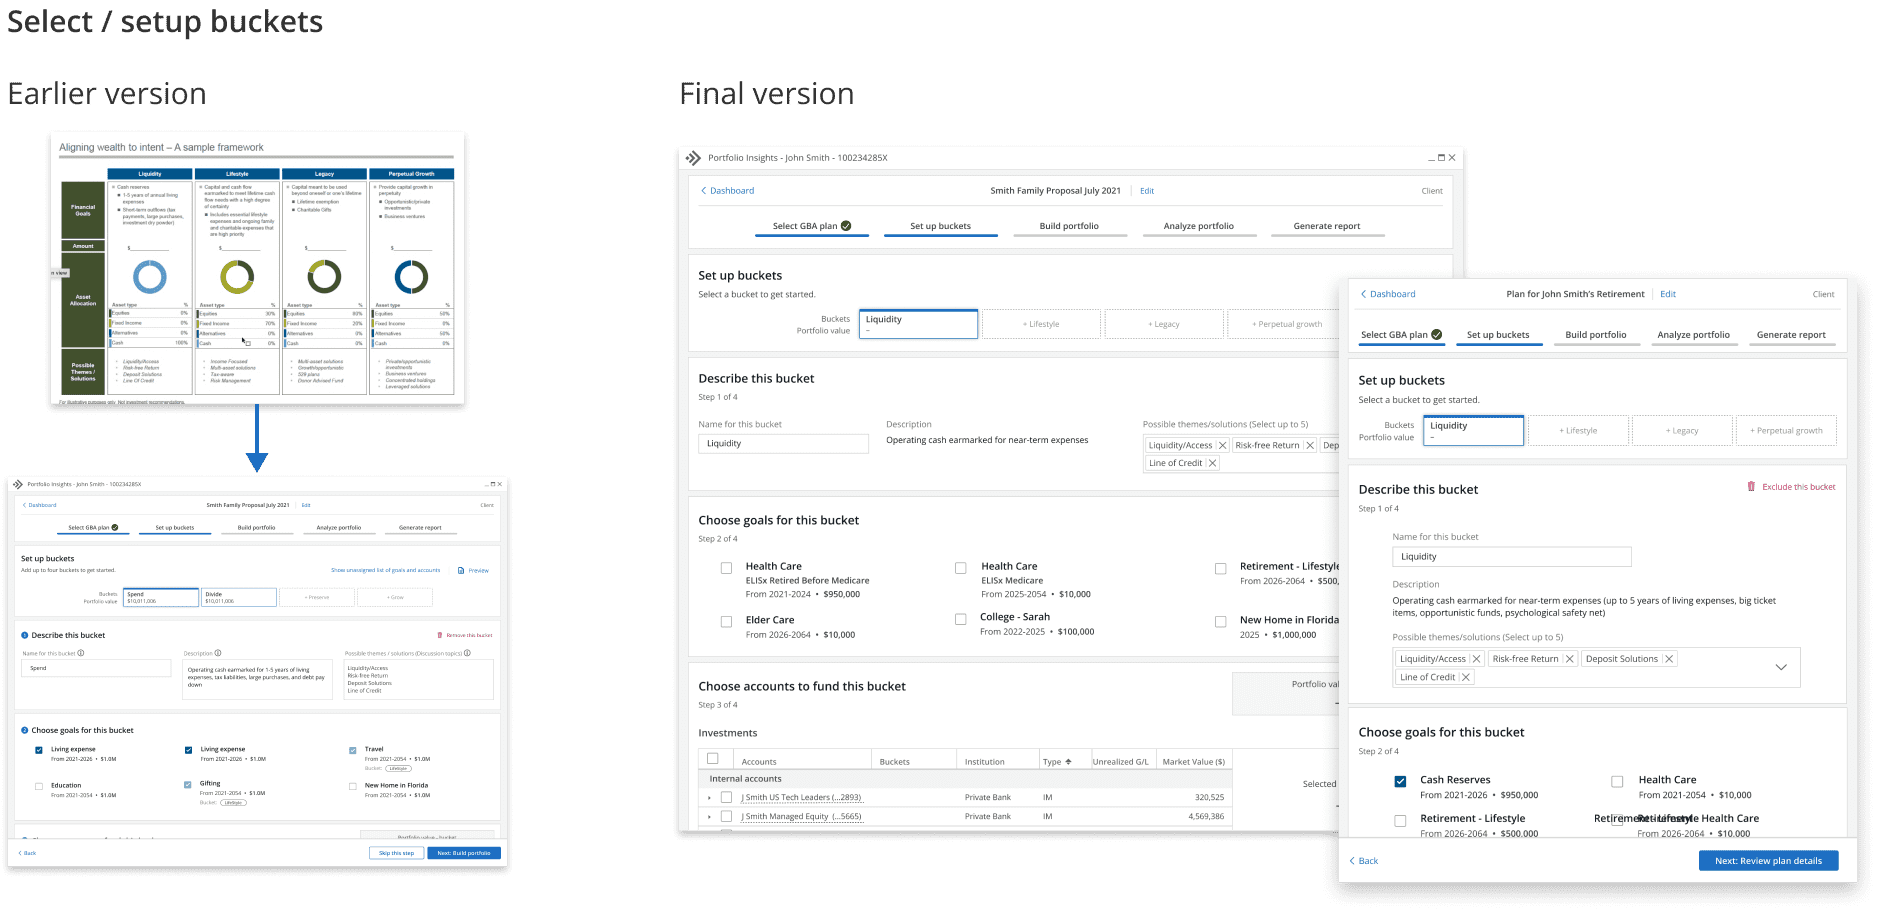 Select / setup buckets
Earlier version
Final version
Aligning wealth to intent – A sample framework
Liquidity
Lifestyle
Legacy
Perpetual Growth
Financial Goals
Cash reserves
1-5 years of annual living expenses
Short-term outflows (tax payments, large purchases, investment dry powder)
Capital and cash flow earmarked to meet lifetime cash flow needs with a high degree of certainty
Includes essential lifestyle expenses and ongoing family and charitable expenses that are high priority
Capital meant to be used beyond oneself or one's lifetime
Lifetime exemption
Charitable Gifts
Provide capital growth in perpetuity
Opportunistic/private investments
Business ventures
Amount
$
$
$
$
n view
Asset Allocation
Asset type %
Equities 0%
Fixed Income 0%
Alternatives 0%
Cash 100%
Asset type %
Equities 30%
Fixed Income 70%
Alternatives 0%
Cash 0%
Asset type %
Equities 80%
Fixed Income 20%
Alternatives 0%
Cash 0%
Asset type %
Equities 50%
Fixed Income 0%
Alternatives 50%
Cash 0%
Possible Themes / Solutions
Liquidity/Access
Risk-free Return
Deposit Solutions
Line Of Credit
Income Focused
Multi-asset solutions
Tax-aware
Risk Management
Multi-asset solutions
Growth/opportunistic
529 plans
Donor Advised Fund
Private/opportunistic investments
Business ventures
Concentrated holdings
Leveraged solutions
For illustrative purposes only. Not investment recommendations.
Portfolio Insights - John Smith - 100234285X
Dashboard
Smith Family Proposal July 2021
Edit
Client
Select GBA plan
Set up buckets
Build portfolio
Analyze portfolio
Generate report
Set up buckets
Add up to four buckets to get started.
Show unassigned list of goals and accounts
Preview
Buckets
Portfolio value
Spend
$10,011,006
Divide
$10,011,006
+ Preserve
+ Grow
1 Describe this bucket
Remove this bucket
Name for this bucket
Spend
Description
Operating cash earmarked for 1-5 years of living
expenses, tax liabilities, large purchases, and debt pay
down
Possible themes / solutions (Discussion topics)
Liquidity/Access
Risk-free Return
Deposit Solutions
Line of Credit
2 Choose goals for this bucket
Living expense
From 2021-2026 • $1.0M
Living expense
From 2021-2026 • $1.0M
Travel
From 2021-2054 • $1.0M
Bucket: Lifestyle
Education
From 2021-2054 • $1.0M
Gifting
From 2021-2054 • $1.0M
Bucket: Lifestyle
New Home in Florida
From 2021-2054 • $1.0M
Portfolio value - bucket
Back
Skip this step
Next: Build portfolio
Portfolio Insights - John Smith - 100234285X
Dashboard
Smith Family Proposal July 2021
Edit
Client
Select GBA plan
Set up buckets
Build portfolio
Analyze portfolio
Generate report
Set up buckets
Select a bucket to get started.
Buckets
Portfolio value
Liquidity
–
+ Lifestyle
+ Legacy
+ Perpetual growth
Describe this bucket
Step 1 of 4
Name for this bucket
Liquidity
Description
Operating cash earmarked for near-term expenses
Possible themes/solutions (Select up to 5)
Liquidity/Access
Risk-free Return
Dep
Line of Credit
Choose goals for this bucket
Step 2 of 4
Health Care
ELISx Retired Before Medicare
From 2021-2024 • $950,000
Health Care
ELISx Medicare
From 2025-2054 • $10,000
Retirement - Lifestyle
From 2026-2064 • $500,
Elder Care
From 2026-2064 • $10,000
College - Sarah
From 2022-2025 • $100,000
New Home in Florida
2025 • $1,000,000
Choose accounts to fund this bucket
Step 3 of 4
Portfolio val
Investments
Accounts
Buckets
Institution
Type
Unrealized G/L
Market Value ($)
Internal accounts
J Smith US Tech Leaders (...2893)
Private Bank
IM
320,525
J Smith Managed Equity (...5665)
Private Bank
IM
4,569,386
Selected
Dashboard
Plan for John Smith's Retirement
Edit
Client
Select GBA plan
Set up buckets
Build portfolio
Analyze portfolio
Generate report
Set up buckets
Select a bucket to get started.
Buckets
Portfolio value
Liquidity
–
+ Lifestyle
+ Legacy
+ Perpetual growth
Describe this bucket
Exclude this bucket
Step 1 of 4
Name for this bucket
Liquidity
Description
Operating cash earmarked for near-term expenses (up to 5 years of living expenses, big ticket
items, opportunistic funds, psychological safety net)
Possible themes/solutions (Select up to 5)
Liquidity/Access
Risk-free Return
Deposit Solutions
Line of Credit
Choose goals for this bucket
Step 2 of 4
Cash Reserves
From 2021-2026 • $950,000
Health Care
From 2021-2054 • $10,000
Retirement - Lifestyle
From 2026-2064 • $500,000
Health Care
From 2026-2064 • $10,000
Back
Next: Review plan details